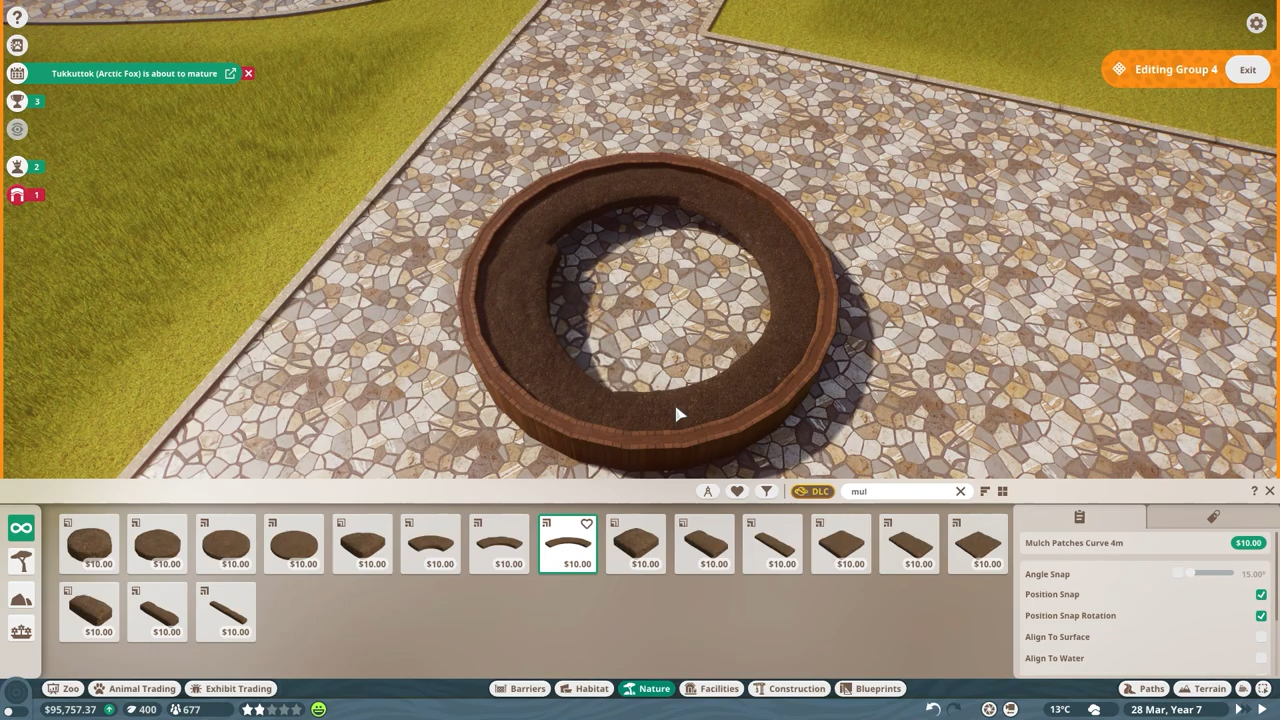 ?
Tukkuttok (Arctic Fox) is about to mature
3
2
1
Editing Group 4
Exit
DLC
mul
?
$10.00 $10.00 $10.00 $10.00 $10.00 $10.00 $10.00 $10.00 $10.00 $10.00 $10.00 $10.00 $10.00 $10.00
$10.00 $10.00 $10.00
Mulch Patches Curve 4m $10.00
Angle Snap 15.00°
Position Snap
Position Snap Rotation
Align To Surface
Align To Water
Zoo Animal Trading Exhibit Trading Barriers Habitat Nature Facilities Construction Blueprints Paths Terrain
$95,757.37 400 677 13°C 28 Mar, Year 7